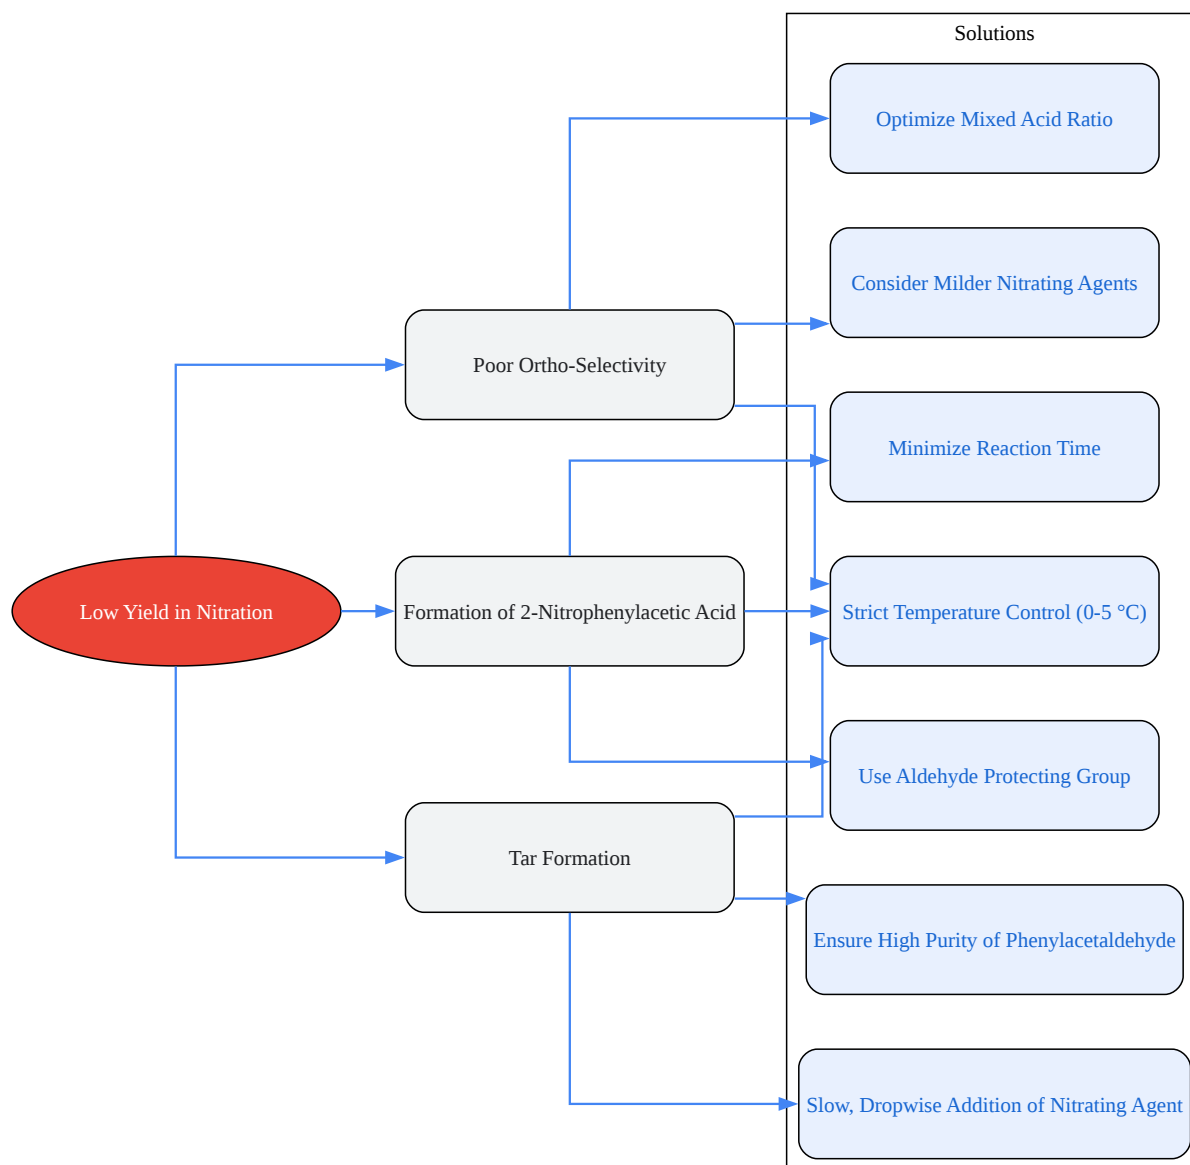 Solutions
Optimize Mixed Acid Ratio
Consider Milder Nitrating Agents
Poor Ortho-Selectivity
Minimize Reaction Time
Low Yield in Nitration
Formation of 2-Nitrophenylacetic Acid
Strict Temperature Control (0-5 °C)
Use Aldehyde Protecting Group
Tar Formation
Ensure High Purity of Phenylacetaldehyde
Slow, Dropwise Addition of Nitrating Agent